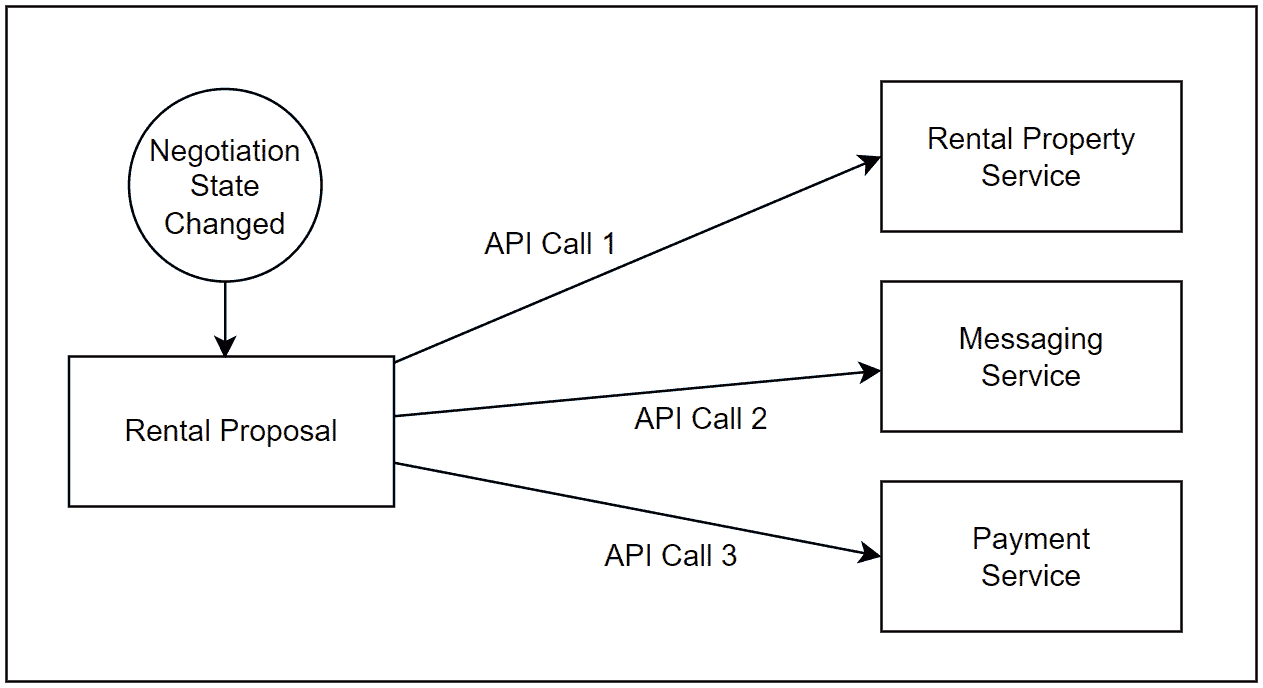 Negotiation
State
Changed
Rental Proposal
API Call 1
API Call 2
API Call 3
Rental Property
Service
Messaging
Service
Payment
Service